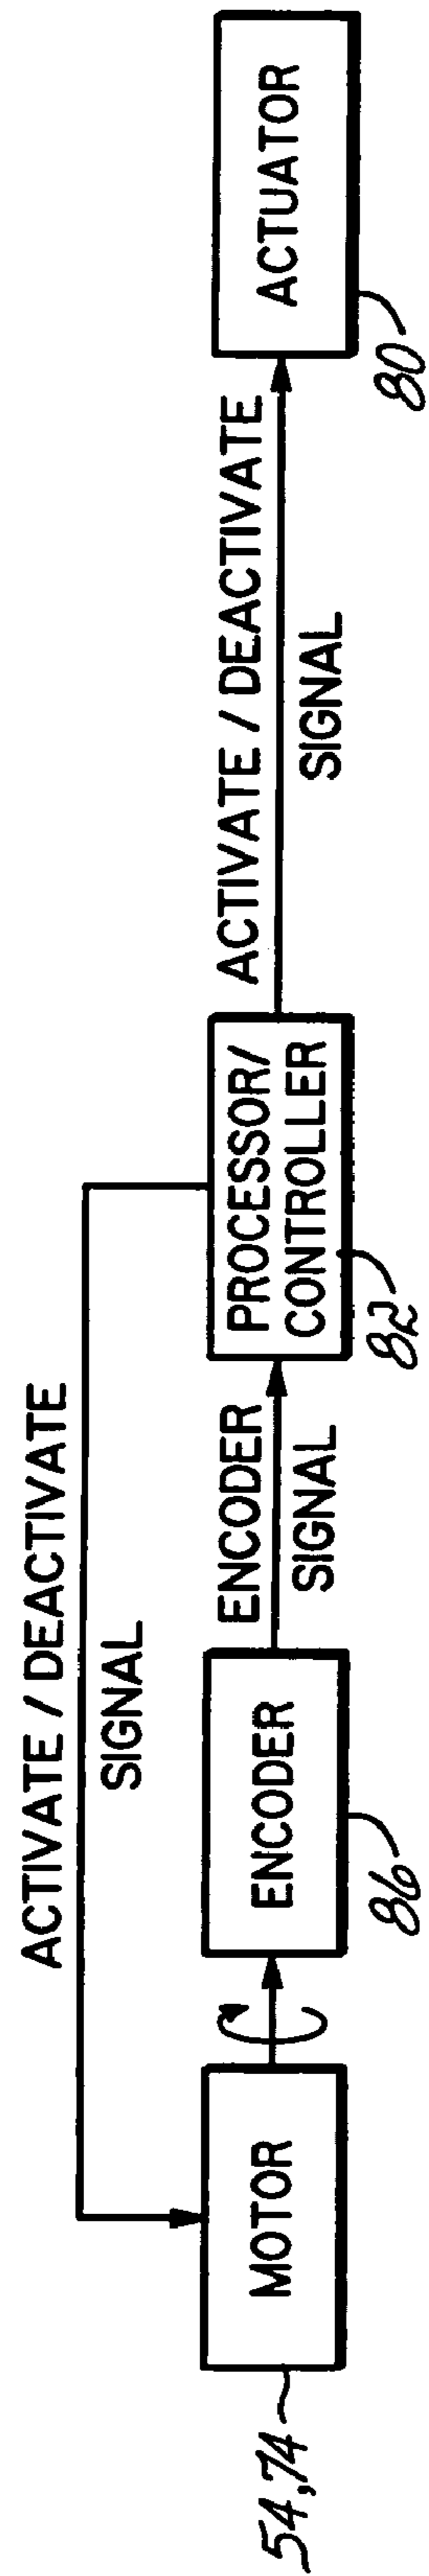 ACTIVATE / DEACTIVATE
SIGNAL
MOTOR
54,74
ENCODER
86
ENCODER
SIGNAL
PROCESSOR/
CONTROLLER
82
ACTIVATE / DEACTIVATE
SIGNAL
ACTUATOR
80